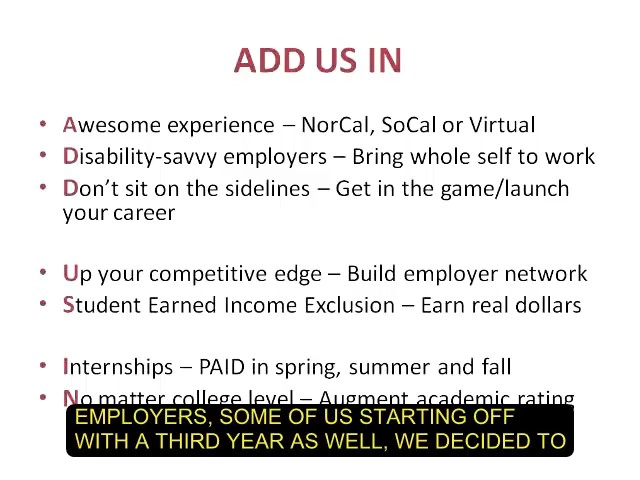 ADD US IN
• Awesome experience – NorCal, SoCal or Virtual
• Disability-savvy employers – Bring whole self to work
• Don't sit on the sidelines – Get in the game/launch
your career
• Up your competitive edge – Build employer network
• Student Earned Income Exclusion – Earn real dollars
• Internships – PAID in spring, summer and fall
• No matter college level – Augment academic rating
EMPLOYERS, SOME OF US STARTING OFF
WITH A THIRD YEAR AS WELL, WE DECIDED TO